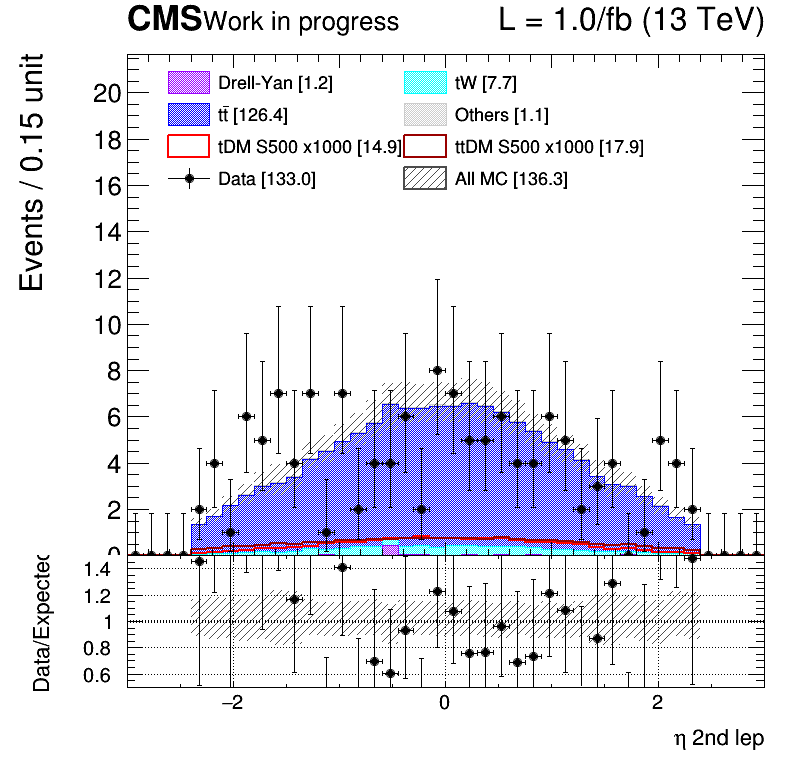 CMS Work in progress L = 1.0/fb (13 TeV)
Events / 0.15 unit
Drell-Yan [1.2] tW [7.7]
tt̄ [126.4] Others [1.1]
tDM S500 x1000 [14.9] ttDM S500 x1000 [17.9]
Data [133.0] All MC [136.3]
20
18
16
14
12
10
8
6
4
2
0
Data/Expected
1.4
1.2
1
0.8
0.6
−2 0 2
η 2nd lep